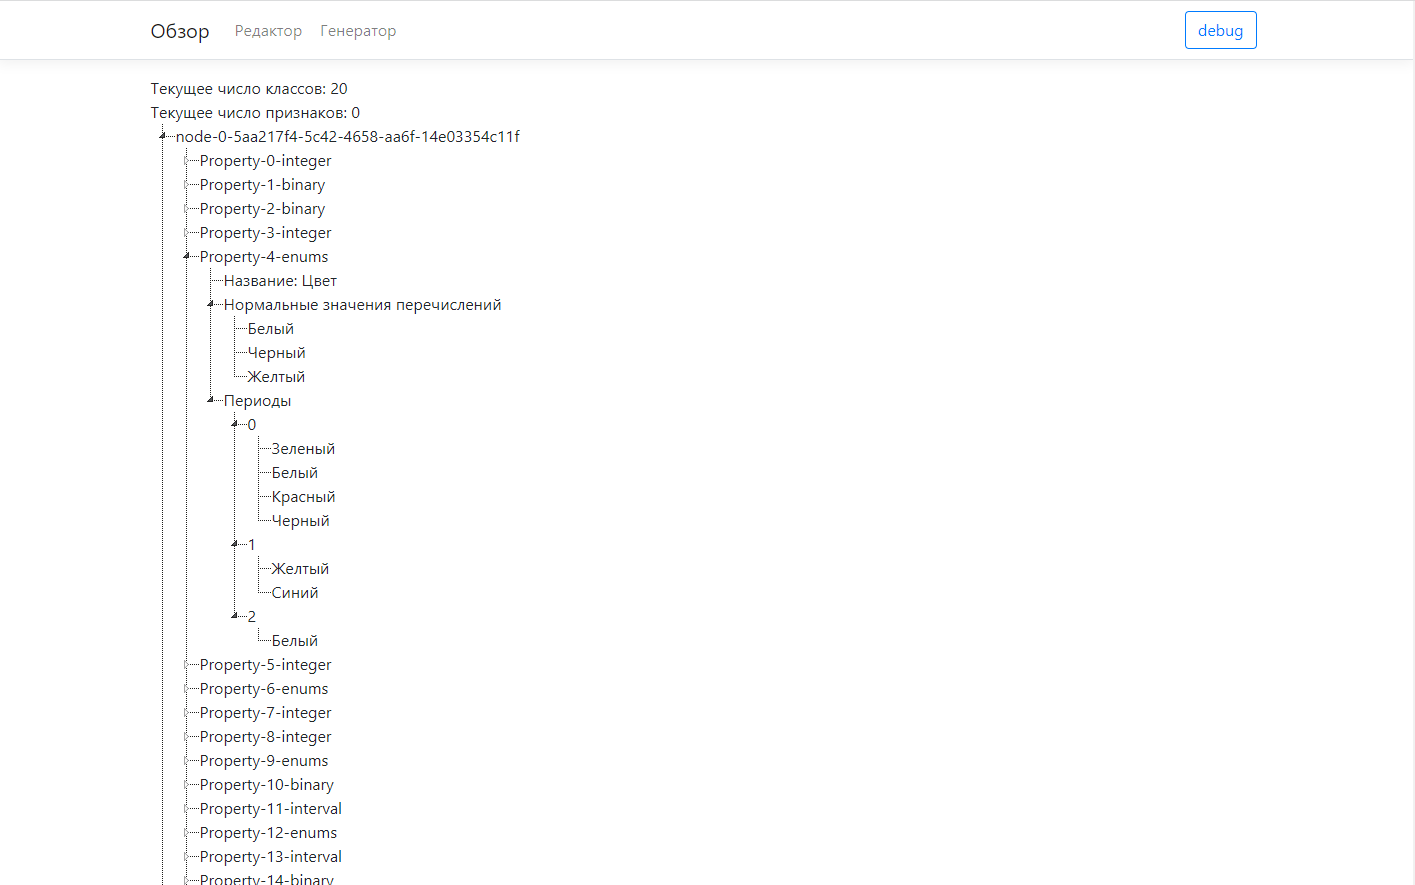 Обзор Редактор Генератор debug
Текущее число классов: 20
Текущее число признаков: 0
node-0-5aa217f4-5c42-4658-aa6f-14e03354c11f
Property-0-integer
Property-1-binary
Property-2-binary
Property-3-integer
Property-4-enums
Название: Цвет
Нормальные значения перечислений
Белый
Черный
Желтый
Периоды
0
Зеленый
Белый
Красный
Черный
1
Желтый
Синий
2
Белый
Property-5-integer
Property-6-enums
Property-7-integer
Property-8-integer
Property-9-enums
Property-10-binary
Property-11-interval
Property-12-enums
Property-13-interval
Property-14-binary